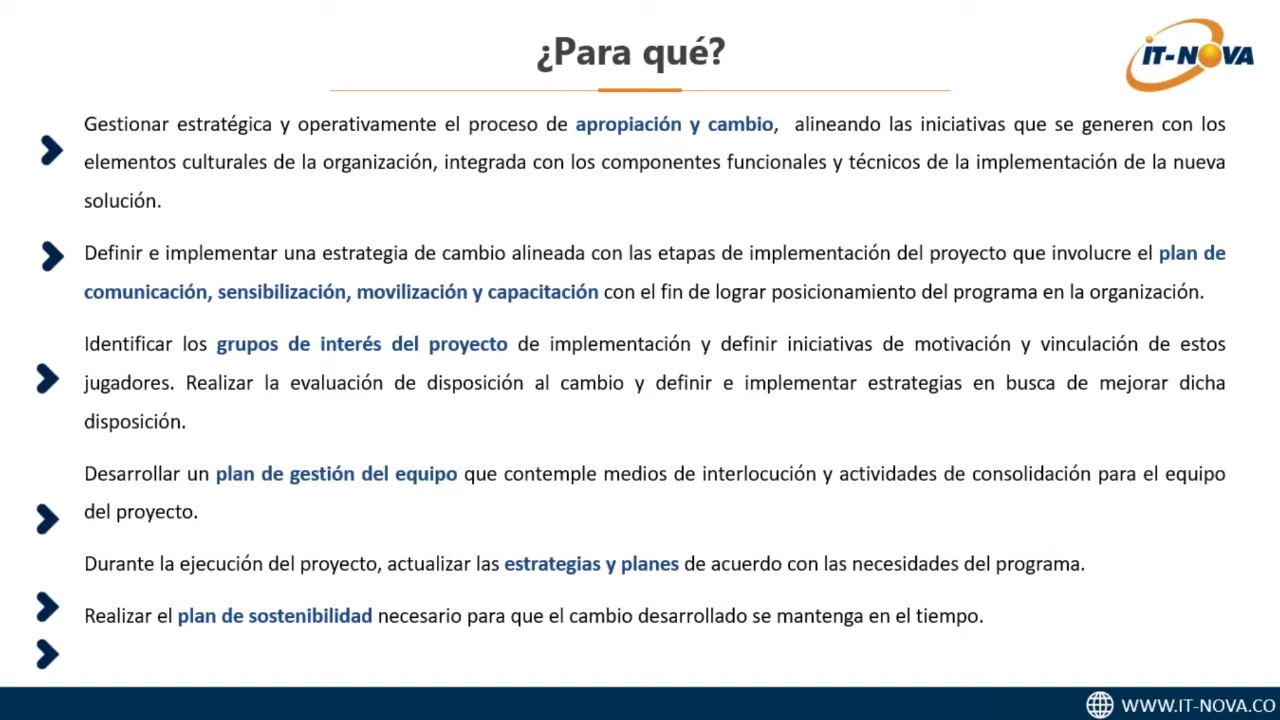 ¿Para qué?
IT-NOVA
Gestionar estratégica y operativamente el proceso de apropiación y cambio, alineando las iniciativas que se generen con los
elementos culturales de la organización, integrada con los componentes funcionales y técnicos de la implementación de la nueva
solución.
Definir e implementar una estrategia de cambio alineada con las etapas de implementación del proyecto que involucre el plan de
comunicación, sensibilización, movilización y capacitación con el fin de lograr posicionamiento del programa en la organización.
Identificar los grupos de interés del proyecto de implementación y definir iniciativas de motivación y vinculación de estos
jugadores. Realizar la evaluación de disposición al cambio y definir e implementar estrategias en busca de mejorar dicha
disposición.
Desarrollar un plan de gestión del equipo que contemple medios de interlocución y actividades de consolidación para el equipo
del proyecto.
Durante la ejecución del proyecto, actualizar las estrategias y planes de acuerdo con las necesidades del programa.
Realizar el plan de sostenibilidad necesario para que el cambio desarrollado se mantenga en el tiempo.
WWW.IT-NOVA.CO